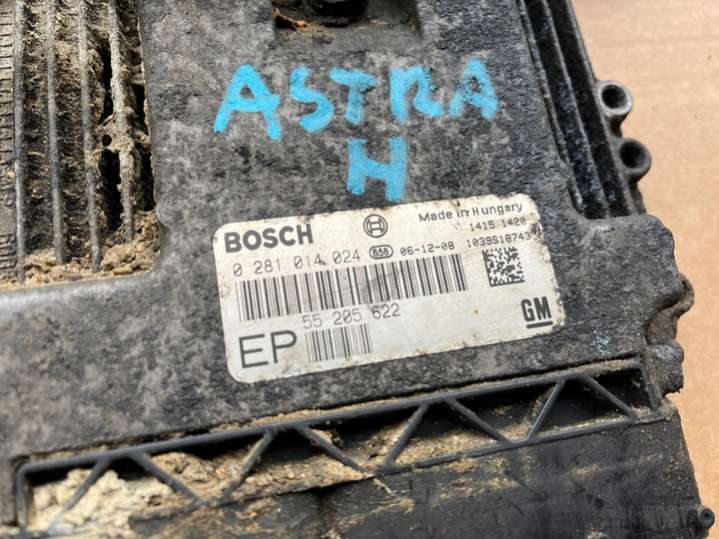 ASTRA
H
BOSCH
Made in Hungary
1415 1420
0 281 014 024 656 06-12-08 1039S18743
55 205 622
EP
GM